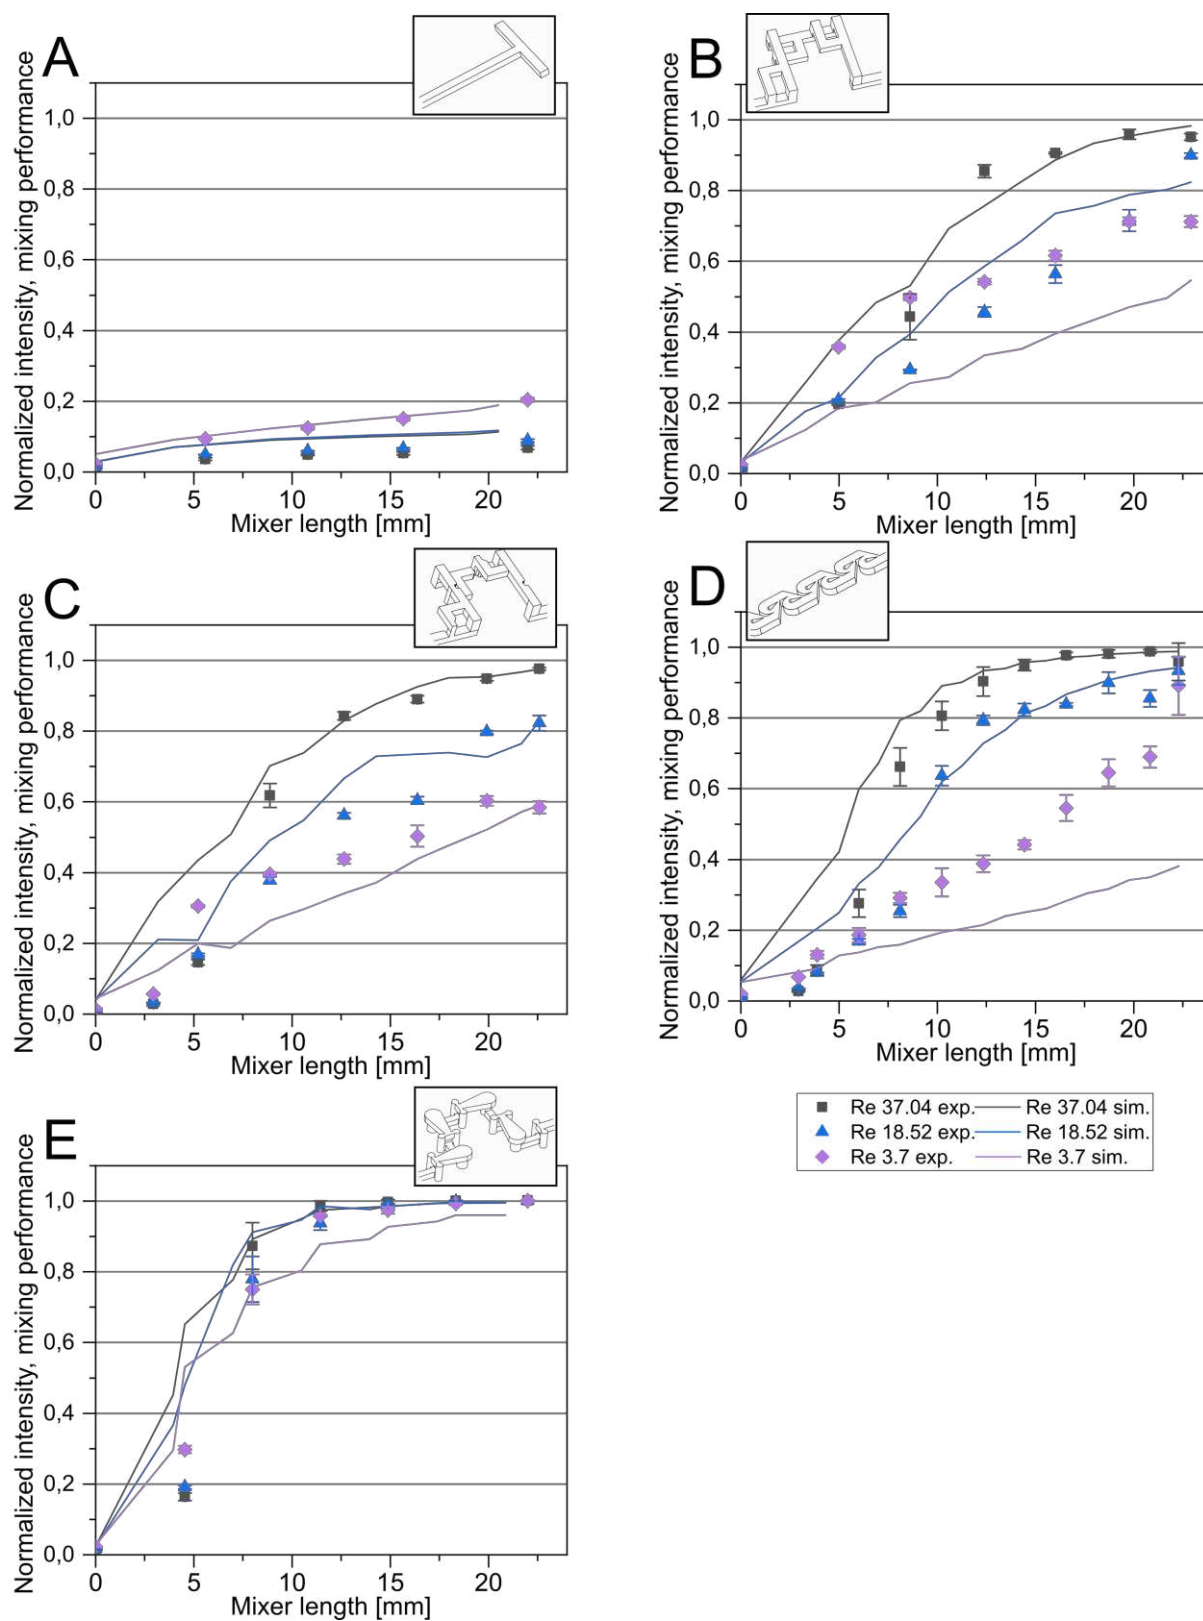 A
Normalized intensity, mixing performance
1,0
0,8
0,6
0,4
0,2
0,0
0 5 10 15 20
Mixer length [mm]
B
Normalized intensity, mixing performance
1,0
0,8
0,6
0,4
0,2
0,0
0 5 10 15 20
Mixer length [mm]
C
Normalized intensity, mixing performance
1,0
0,8
0,6
0,4
0,2
0,0
0 5 10 15 20
Mixer length [mm]
D
Normalized intensity, mixing performance
1,0
0,8
0,6
0,4
0,2
0,0
0 5 10 15 20
Mixer length [mm]
Re 37.04 exp. Re 37.04 sim.
Re 18.52 exp. Re 18.52 sim.
Re 3.7 exp. Re 3.7 sim.
E
Normalized intensity, mixing performance
1,0
0,8
0,6
0,4
0,2
0,0
0 5 10 15 20
Mixer length [mm]